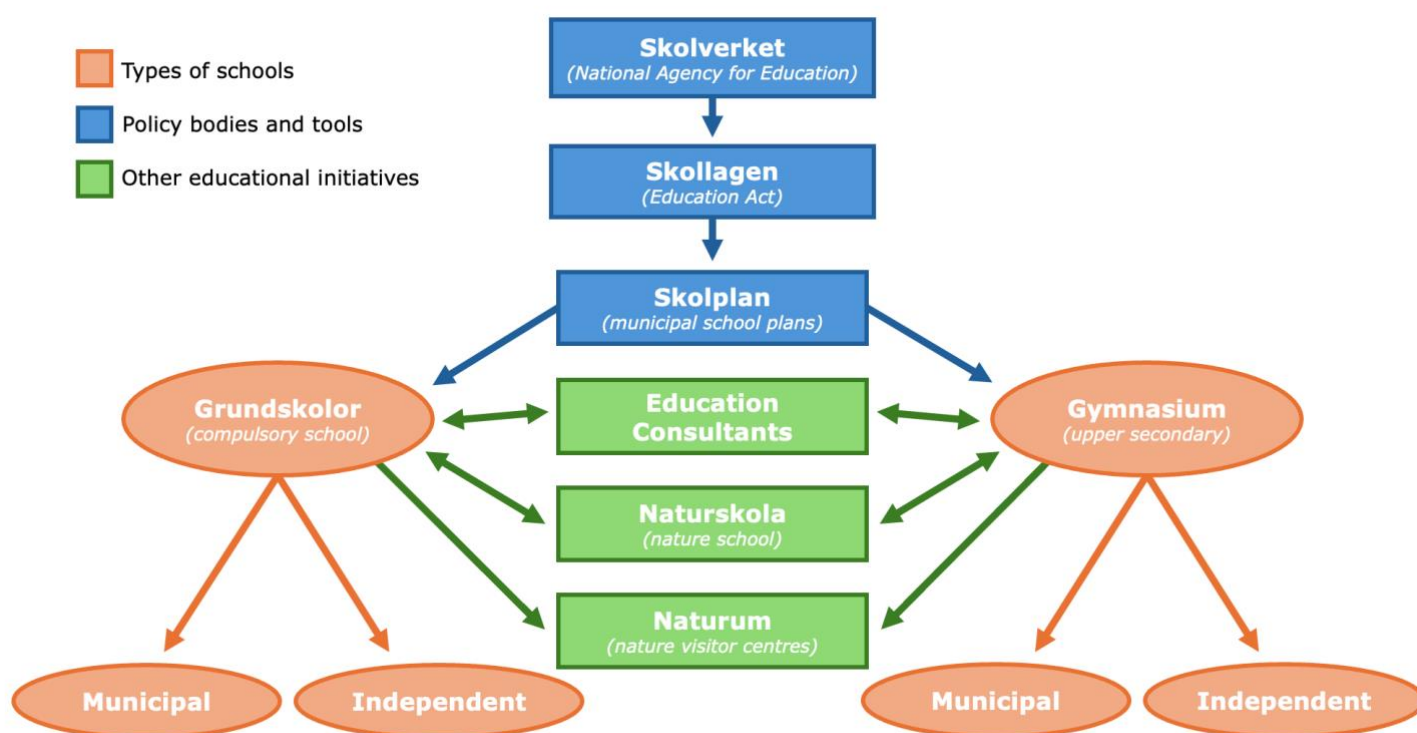 Types of schools
Policy bodies and tools
Other educational initiatives
Skolverket
(National Agency for Education)
Skollagen
(Education Act)
Skolplan
(municipal school plans)
Grundskolor
(compulsory school)
Education
Consultants
Gymnasium
(upper secondary)
Naturskola
(nature school)
Naturum
(nature visitor centres)
Municipal
Independent
Municipal
Independent